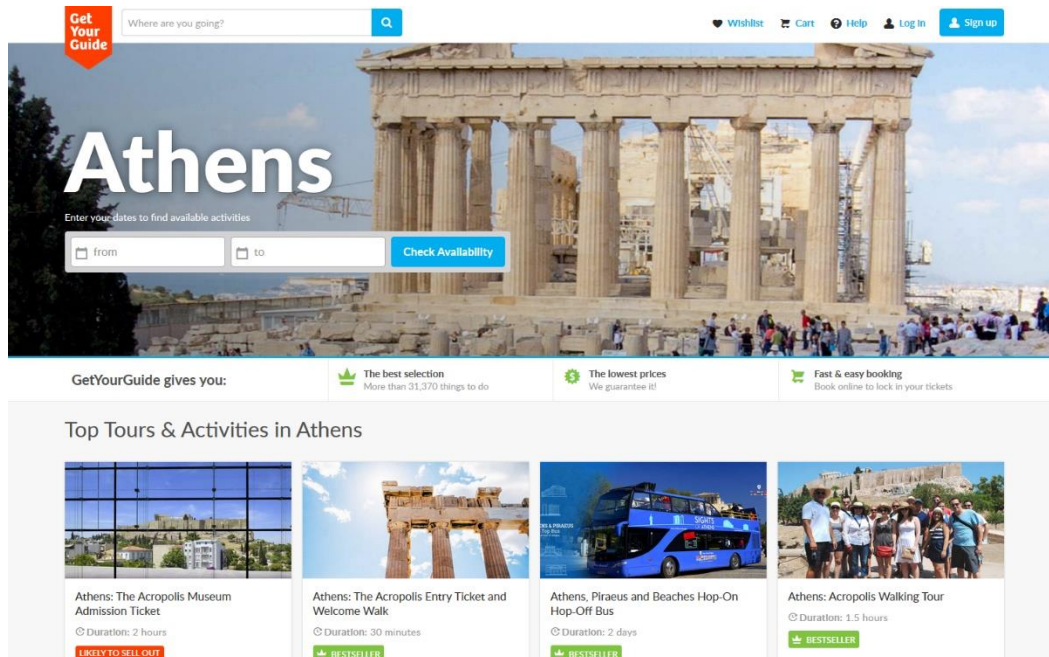 Get
Your
Guide
Where are you going?
Wishlist
Cart
Help
Log in
Sign up
Athens
Enter your dates to find available activities
from
to
Check Availability
GetYourGuide gives you:
The best selection
More than 31,370 things to do
The lowest prices
We guarantee it!
Fast & easy booking
Book online to lock in your tickets
Top Tours & Activities in Athens
SIGHTS
Athens: The Acropolis Museum
Admission Ticket
Duration: 2 hours
LIKELY TO SELL OUT
Athens: The Acropolis Entry Ticket and
Welcome Walk
Duration: 30 minutes
BESTSELLER
Athens, Piraeus and Beaches Hop-On
Hop-Off Bus
Duration: 2 days
BESTSELLER
Athens: Acropolis Walking Tour
Duration: 1.5 hours
BESTSELLER